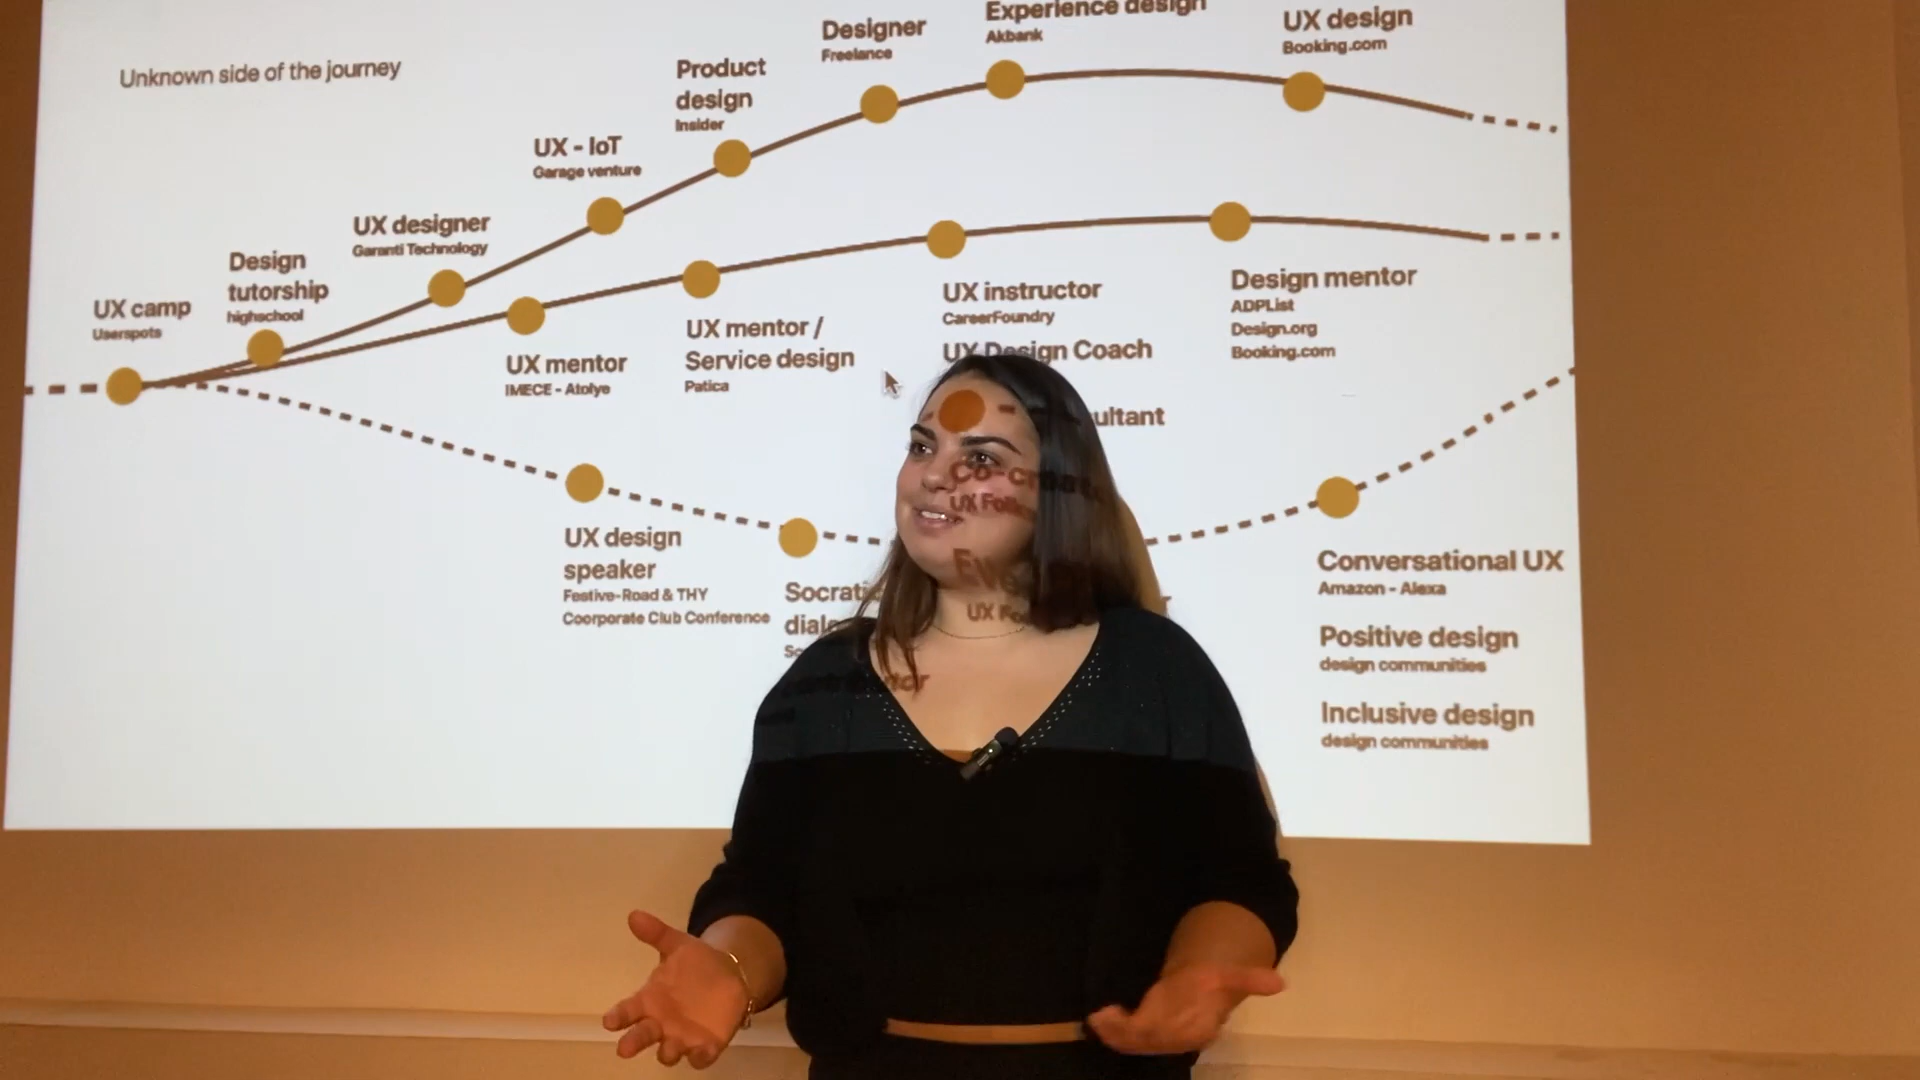 Unknown side of the journey
UX camp
Userspots
Design
tutorship
highschool
UX designer
Garanti Technology
UX - IoT
Garage venture
Product
design
Insider
Designer
Freelance
Experience design
Akbank
UX design
Booking.com
UX mentor
IMECE - Atolye
UX mentor /
Service design
Patica
UX instructor
CareerFoundry
UX Design Coach
Design mentor
ADPList
Design.org
Booking.com
UX design
speaker
Festive-Road & THY
Coorporate Club Conference
Conversational UX
Amazon - Alexa
Positive design
design communities
Inclusive design
design communities